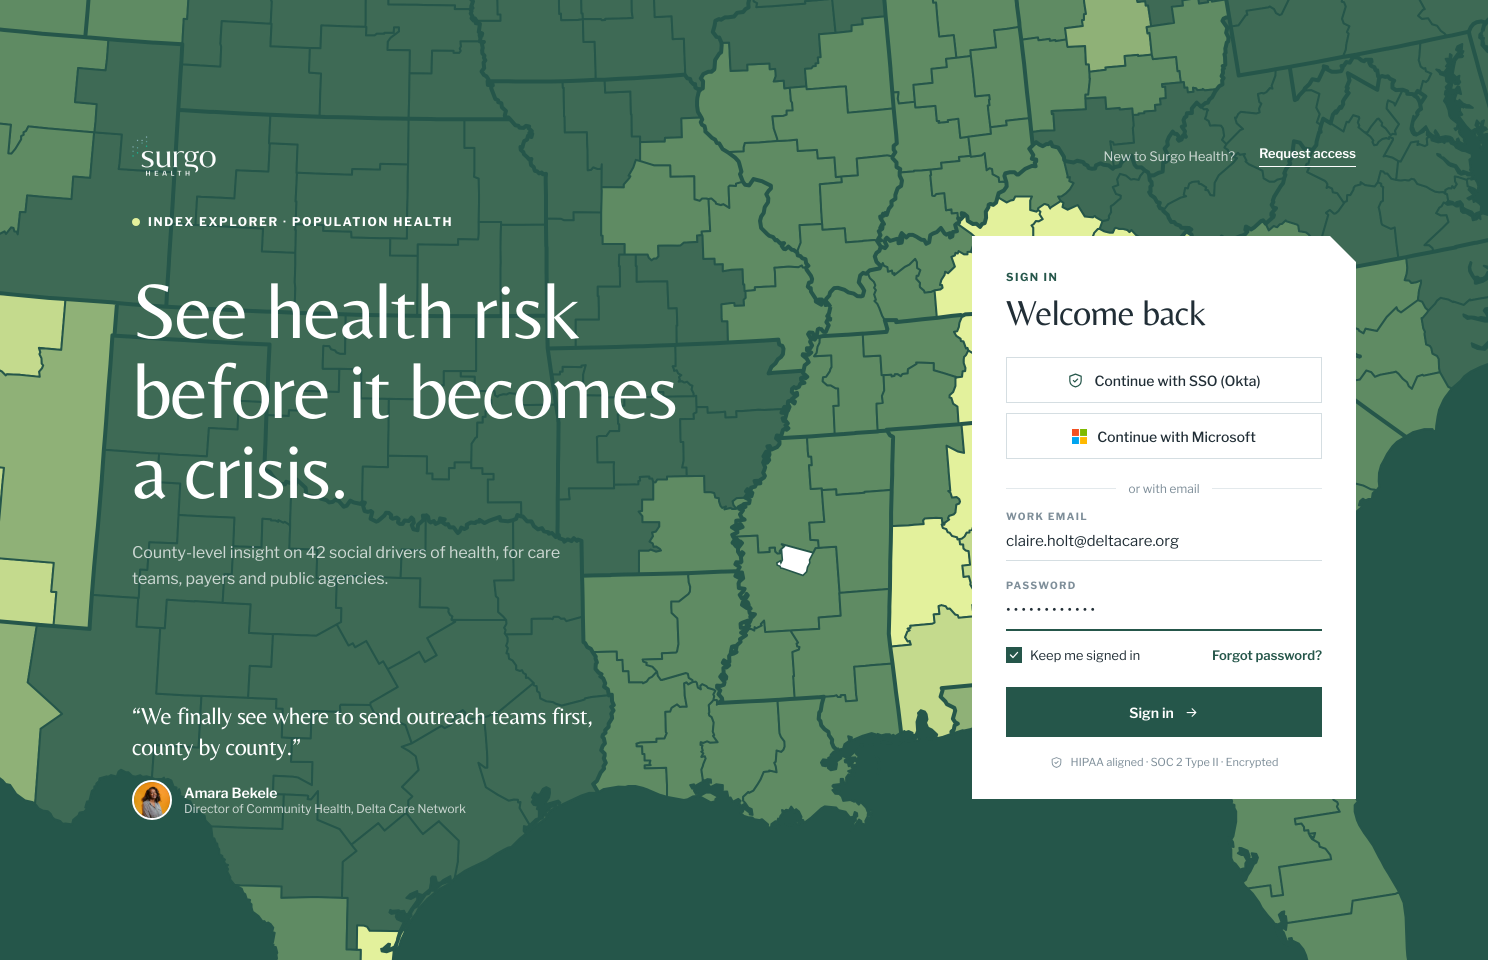 surgo
HEALTH
New to Surgo Health? Request access
INDEX EXPLORER · POPULATION HEALTH
See health risk
before it becomes
a crisis.
County-level insight on 42 social drivers of health, for care
teams, payers and public agencies.
“We finally see where to send outreach teams first,
county by county.”
Amara Bekele
Director of Community Health, Delta Care Network
SIGN IN
Welcome back
Continue with SSO (Okta)
Continue with Microsoft
or with email
WORK EMAIL
claire.holt@deltacare.org
PASSWORD
••••••••••••
Keep me signed in Forgot password?
Sign in →
HIPAA aligned · SOC 2 Type II · Encrypted